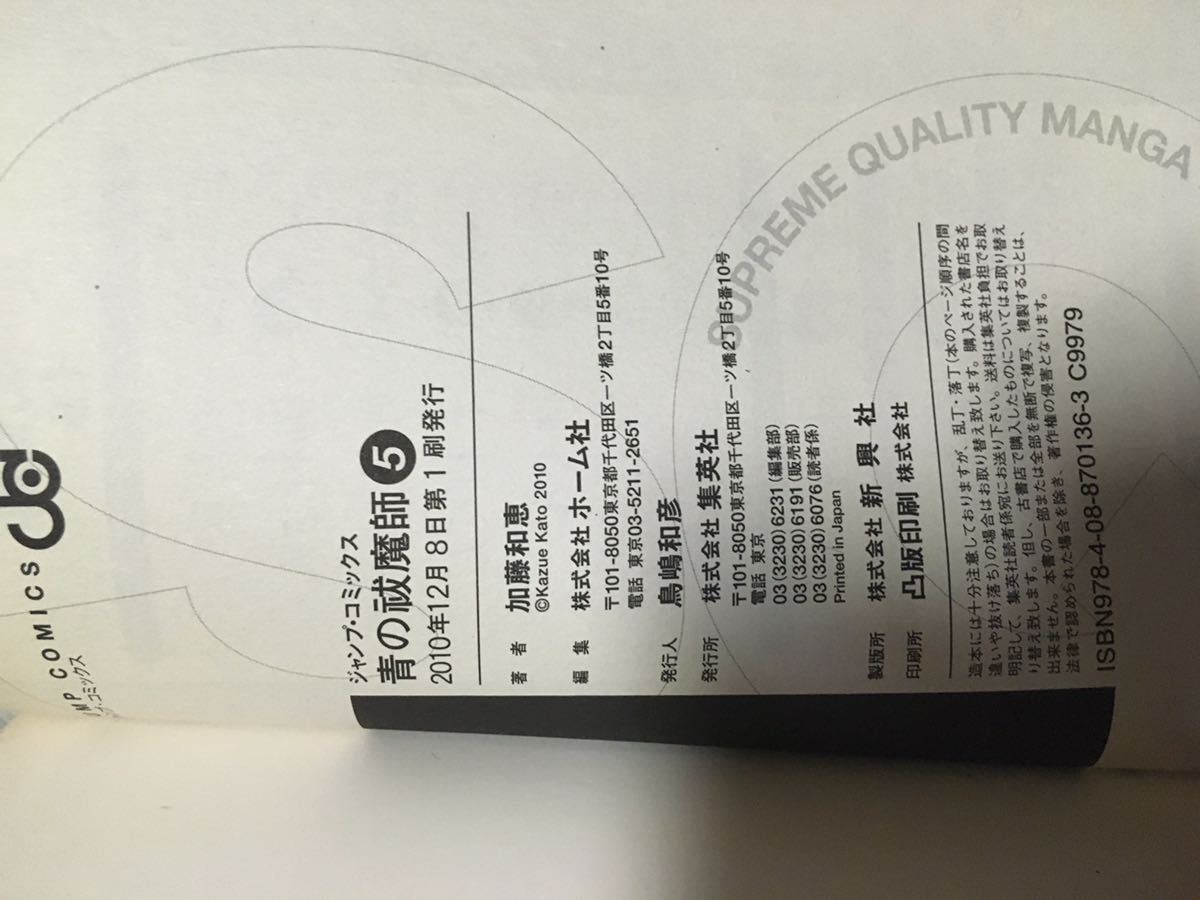 JUMP COMICS
ジャンプ・コミックス
青の祓魔師 5
2010年12月8日第1刷発行
著者 加藤和恵
©Kazue Kato 2010
編集 株式会社 ホーム社
〒101-8050東京都千代田区一ツ橋2丁目5番10号
電話 東京03-5211-2651
発行人 鳥嶋和彦
発行所 株式会社 集英社
〒101-8050東京都千代田区一ツ橋2丁目5番10号
電話 東京
03(3230)6231(編集部)
03(3230)6191(販売部)
03(3230)6076(読者係)
Printed in Japan
製版所 株式会社 新興社
印刷所 凸版印刷 株式会社
造本には十分注意しておりますが、乱丁・落丁(本のページ順序の間
違いや抜け落ち)の場合はお取り替え致します。購入された書店名を
明記して、集英社読者係宛にお送り下さい。送料は集英社負担でお取
り替え致します。但し、古書店で購入したものについてはお取り替え
出来ません。本書の一部または全部を無断で複写、複製することは、
法律で認められた場合を除き、著作権の侵害となります。
ISBN978-4-08-870136-3 C9979
SUPREME QUALITY MANGA